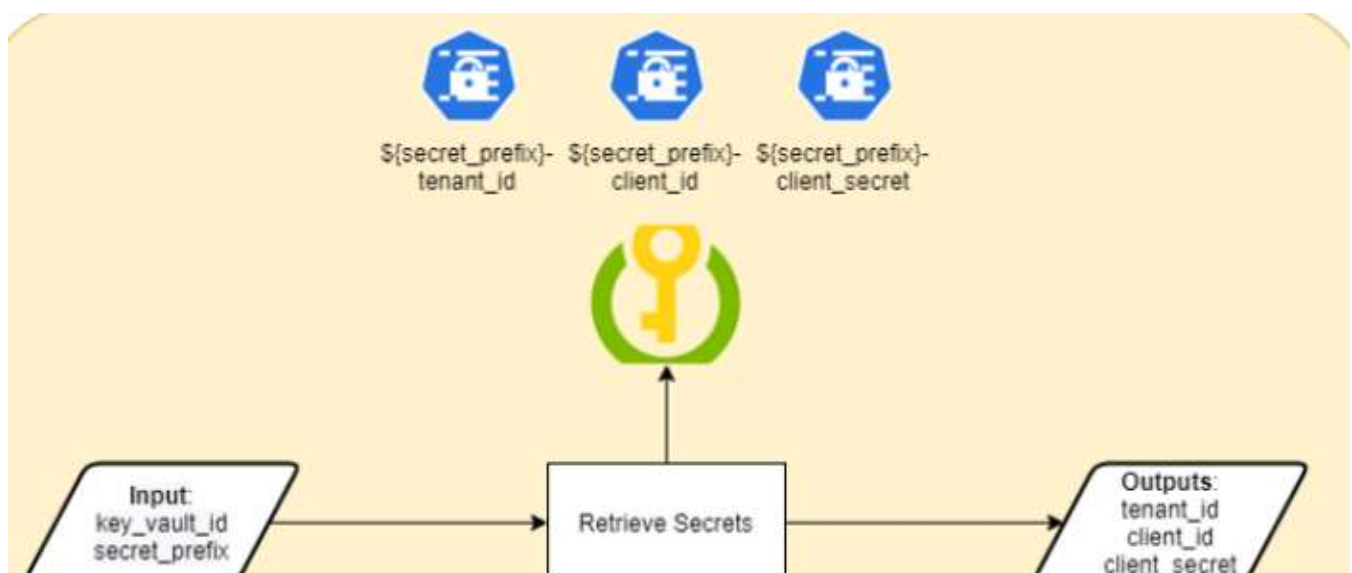 ${secret_prefix}-
tenant_id
${secret_prefix}-
client_id
${secret_prefix}-
client_secret
Input:
key_vault_id
secret_prefix
Retrieve Secrets
Outputs:
tenant_id
client_id
client_secret